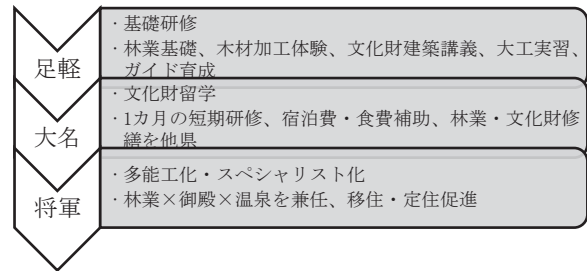 足軽
・基礎研修
・林業基礎、木材加工体験、文化財建築講義、大工実習、
ガイド育成
大名
・文化財留学
・1カ月の短期研修、宿泊費・食費補助、林業・文化財修
繕を他県
将軍
・多能工化・スペシャリスト化
・林業×御殿×温泉を兼任、移住・定住促進